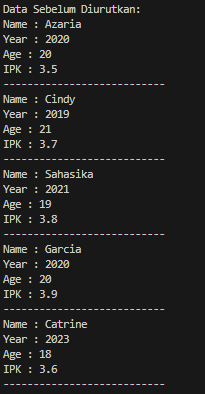 Data Sebelum Diurutkan:
Name : Azaria
Year : 2020
Age : 20
IPK : 3.5
---------------------------
Name : Cindy
Year : 2019
Age : 21
IPK : 3.7
---------------------------
Name : Sahasika
Year : 2021
Age : 19
IPK : 3.8
---------------------------
Name : Garcia
Year : 2020
Age : 20
IPK : 3.9
---------------------------
Name : Catrine
Year : 2023
Age : 18
IPK : 3.6
---------------------------